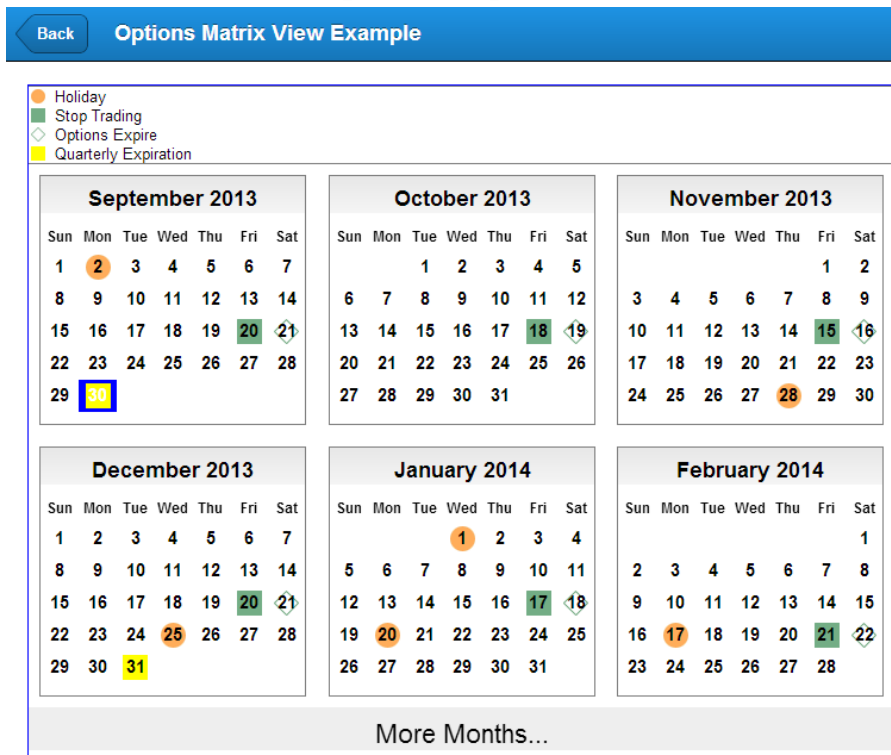 Back Options Matrix View Example
Holiday
Stop Trading
Options Expire
Quarterly Expiration
September 2013
Sun Mon Tue Wed Thu Fri Sat
1 2 3 4 5 6 7
8 9 10 11 12 13 14
15 16 17 18 19 20 21
22 23 24 25 26 27 28
29 30
October 2013
Sun Mon Tue Wed Thu Fri Sat
1 2 3 4 5
6 7 8 9 10 11 12
13 14 15 16 17 18 19
20 21 22 23 24 25 26
27 28 29 30 31
November 2013
Sun Mon Tue Wed Thu Fri Sat
1 2
3 4 5 6 7 8 9
10 11 12 13 14 15 16
17 18 19 20 21 22 23
24 25 26 27 28 29 30
December 2013
Sun Mon Tue Wed Thu Fri Sat
1 2 3 4 5 6 7
8 9 10 11 12 13 14
15 16 17 18 19 20 21
22 23 24 25 26 27 28
29 30 31
January 2014
Sun Mon Tue Wed Thu Fri Sat
1 2 3 4
5 6 7 8 9 10 11
12 13 14 15 16 17 18
19 20 21 22 23 24 25
26 27 28 29 30 31
February 2014
Sun Mon Tue Wed Thu Fri Sat
1
2 3 4 5 6 7 8
9 10 11 12 13 14 15
16 17 18 19 20 21 22
23 24 25 26 27 28
More Months...